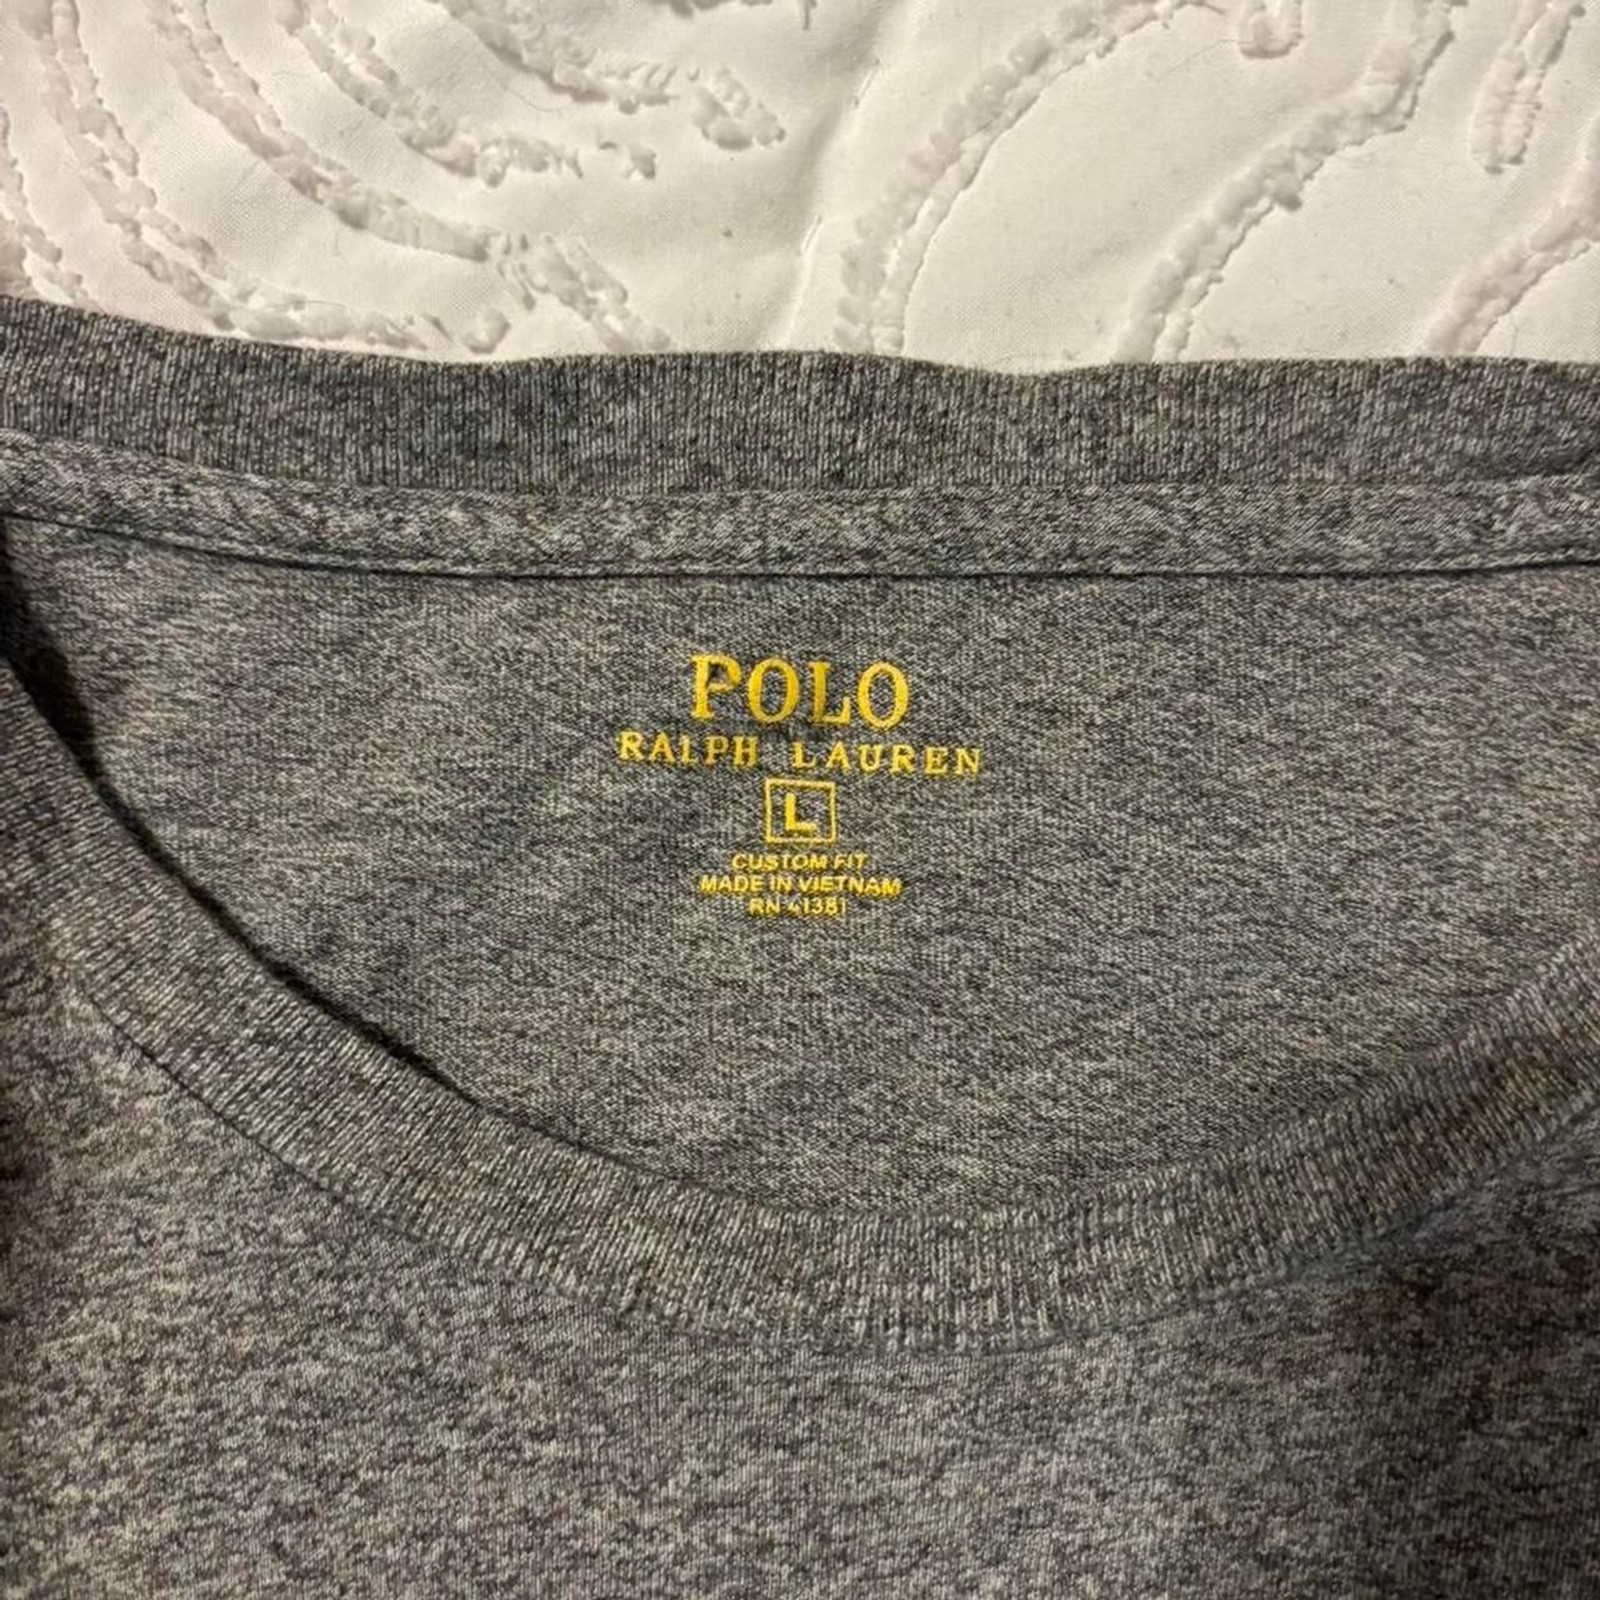 POLO
RALPH LAUREN
L
CUSTOM FIT
MADE IN VIETNAM
RN 41381